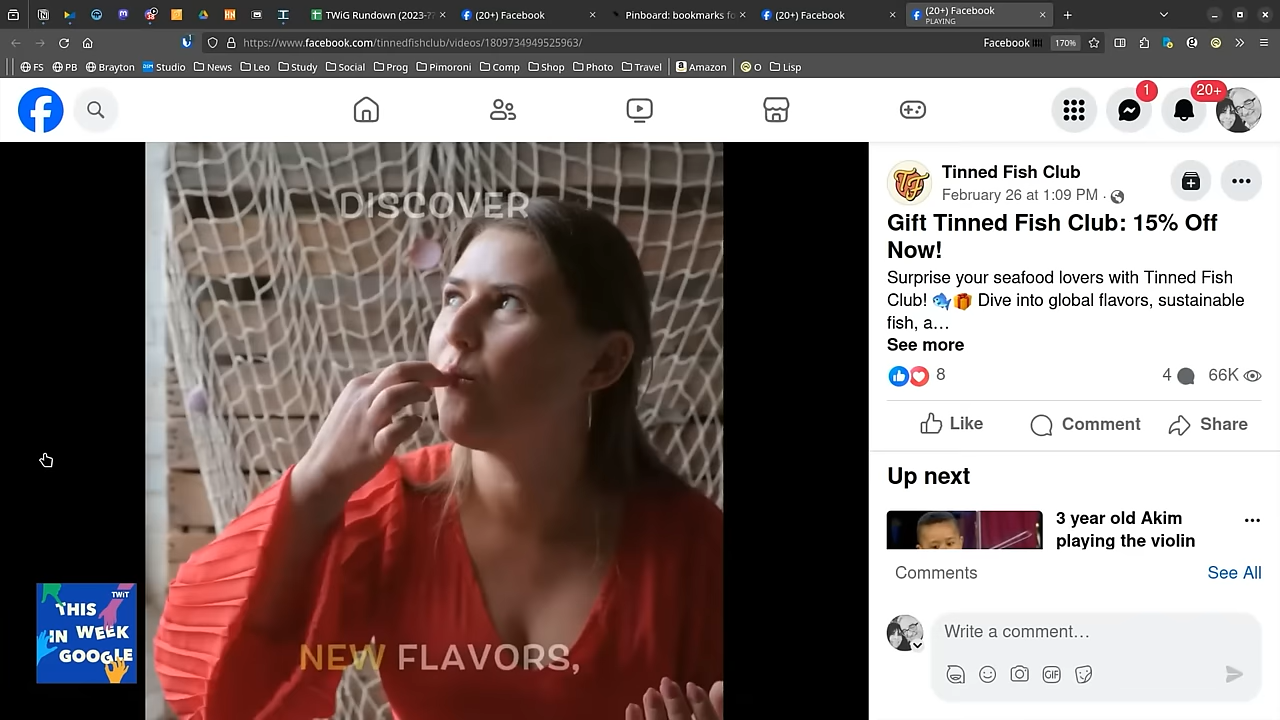 TWiG Rundown (2023-
(20+) Facebook
Pinboard: bookmarks fo
(20+) Facebook
(20+) Facebook
PLAYING
https://www.facebook.com/tinnedfishclub/videos/1809734949525963/
Facebook
170%
FS
PB
Brayton
Studio
News
Leo
Study
Social
Prog
Pimoroni
Comp
Shop
Photo
Travel
Amazon
O
Lisp
1
20+
DISCOVER
NEW FLAVORS,
TWiT
THIS
IN WEEK
GOOGLE
Tinned Fish Club
February 26 at 1:09 PM ·
Gift Tinned Fish Club: 15% Off
Now!
Surprise your seafood lovers with Tinned Fish
Club! 🐟🎁 Dive into global flavors, sustainable
fish, a…
See more
8
4
66K
Like
Comment
Share
Up next
3 year old Akim
playing the violin
Comments
See All
Write a comment…
GIF